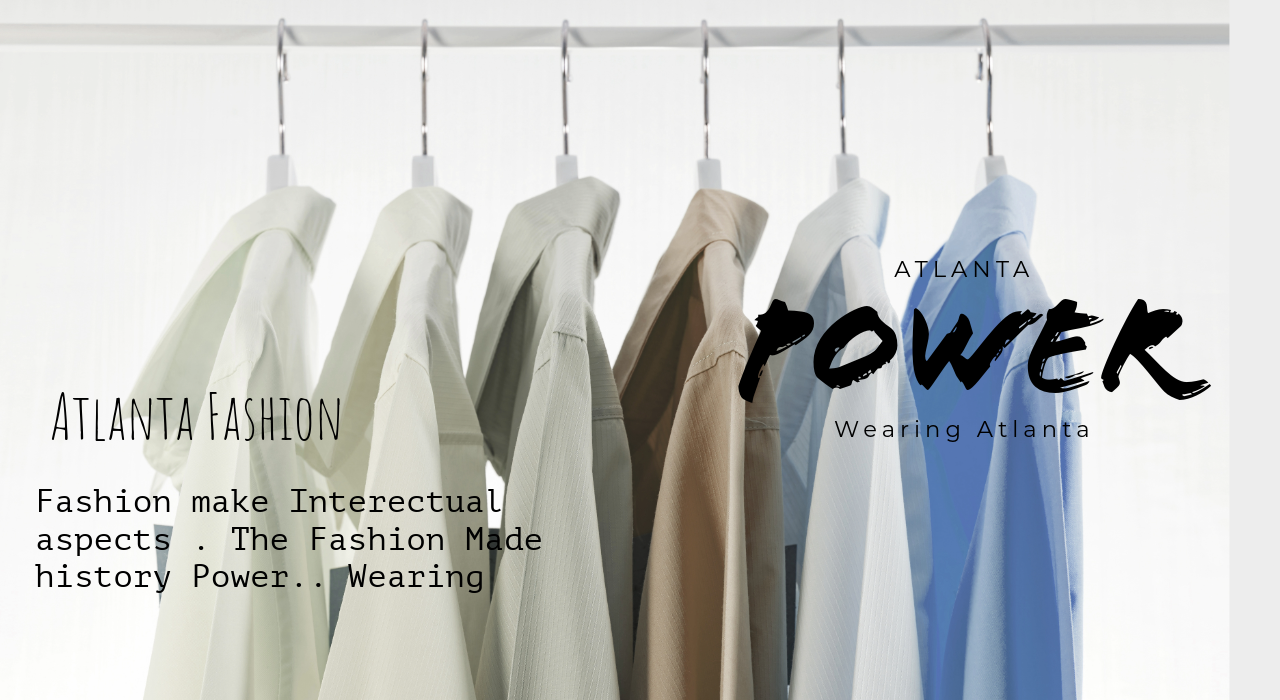 Atlanta Fashion
Fashion make Interectual
aspects . The Fashion Made
history Power.. Wearing
ATLANTA
POWER
Wearing Atlanta